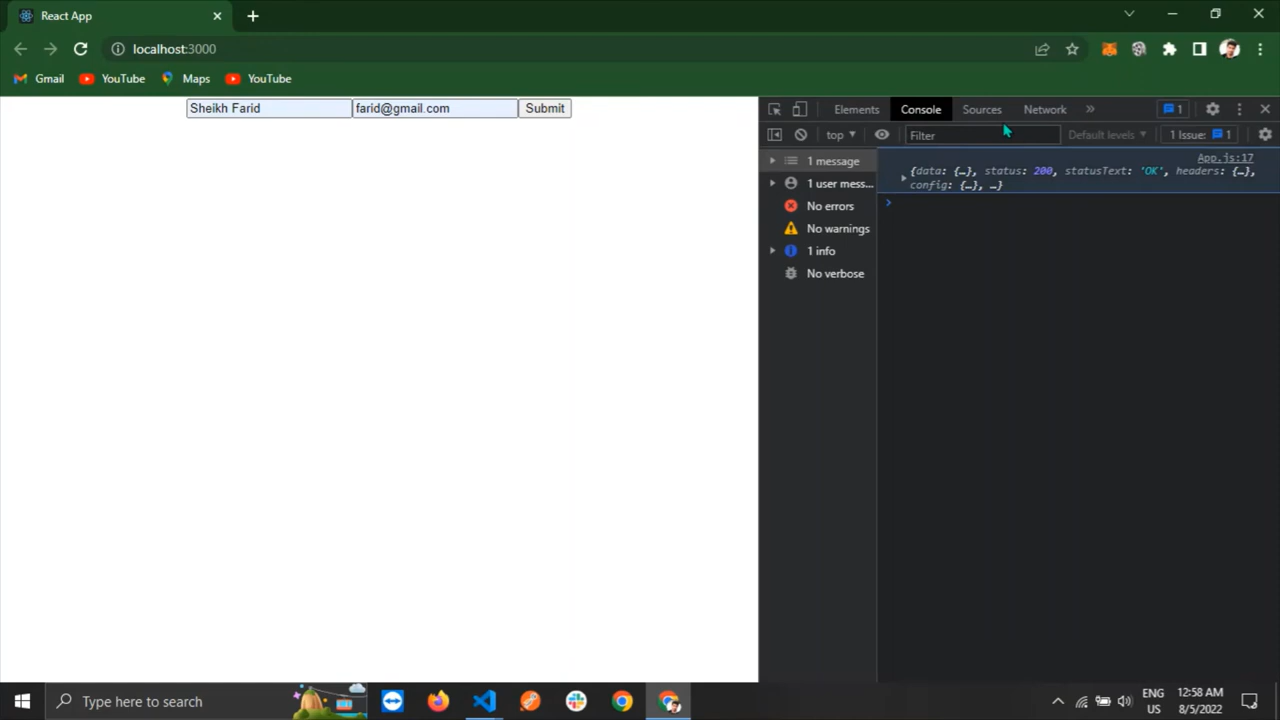 React App
localhost:3000
Gmail YouTube Maps YouTube
Sheikh Farid farid@gmail.com Submit
Elements Console Sources Network » 1
top Filter Default levels 1 Issue: 1
1 message
1 user mess...
No errors
No warnings
1 info
No verbose
App.js:17
{data: {…}, status: 200, statusText: 'OK', headers: {…},
config: {…}, …}
Type here to search
ENG
US
12:58 AM
8/5/2022